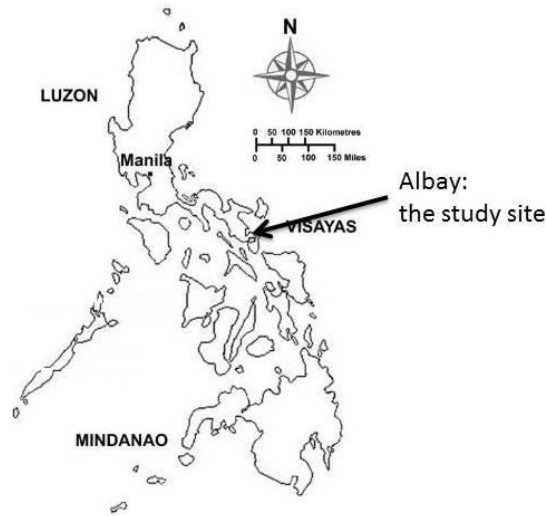 N
LUZON
0 50 100 150 Kilometres
0 50 100 150 Miles
Manila
Albay:
the study site
VISAYAS
MINDANAO